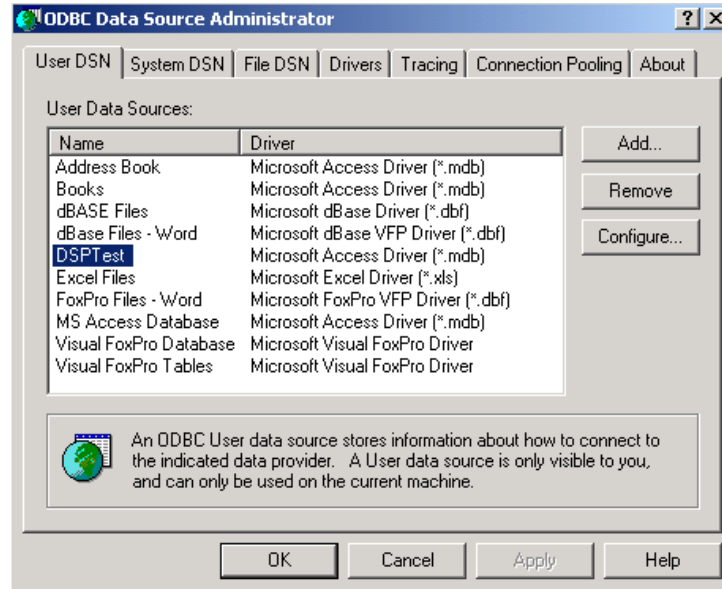 ODBC Data Source Administrator
User DSN System DSN File DSN Drivers Tracing Connection Pooling About
User Data Sources:
Name Driver
Address Book Microsoft Access Driver (*.mdb)
Books Microsoft Access Driver (*.mdb)
dBASE Files Microsoft dBase Driver (*.dbf)
dBase Files - Word Microsoft dBase VFP Driver (*.dbf)
DSPTest Microsoft Access Driver (*.mdb)
Excel Files Microsoft Excel Driver (*.xls)
FoxPro Files - Word Microsoft FoxPro VFP Driver (*.dbf)
MS Access Database Microsoft Access Driver (*.mdb)
Visual FoxPro Database Microsoft Visual FoxPro Driver
Visual FoxPro Tables Microsoft Visual FoxPro Driver
Add...
Remove
Configure...
An ODBC User data source stores information about how to connect to
the indicated data provider. A User data source is only visible to you,
and can only be used on the current machine.
OK Cancel Apply Help